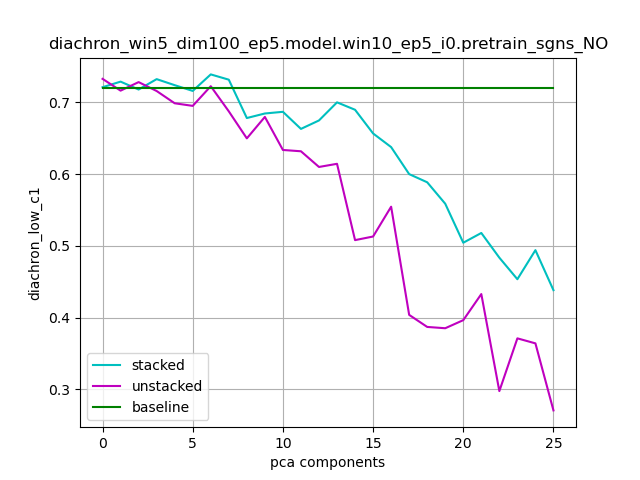 diachron_win5_dim100_ep5.model.win10_ep5_i0.pretrain_sgns_NO
diachron_low_c1
0.7
0.6
0.5
0.4
0.3
stacked
unstacked
baseline
0 5 10 15 20 25
pca components